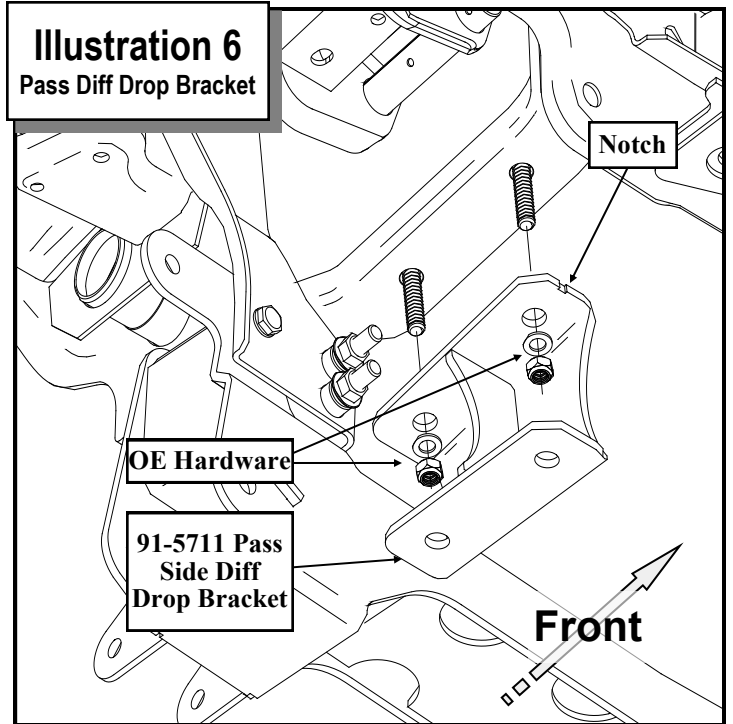 Illustration 6
Pass Diff Drop Bracket
Notch
OE Hardware
91-5711 Pass
Side Diff
Drop Bracket
Front